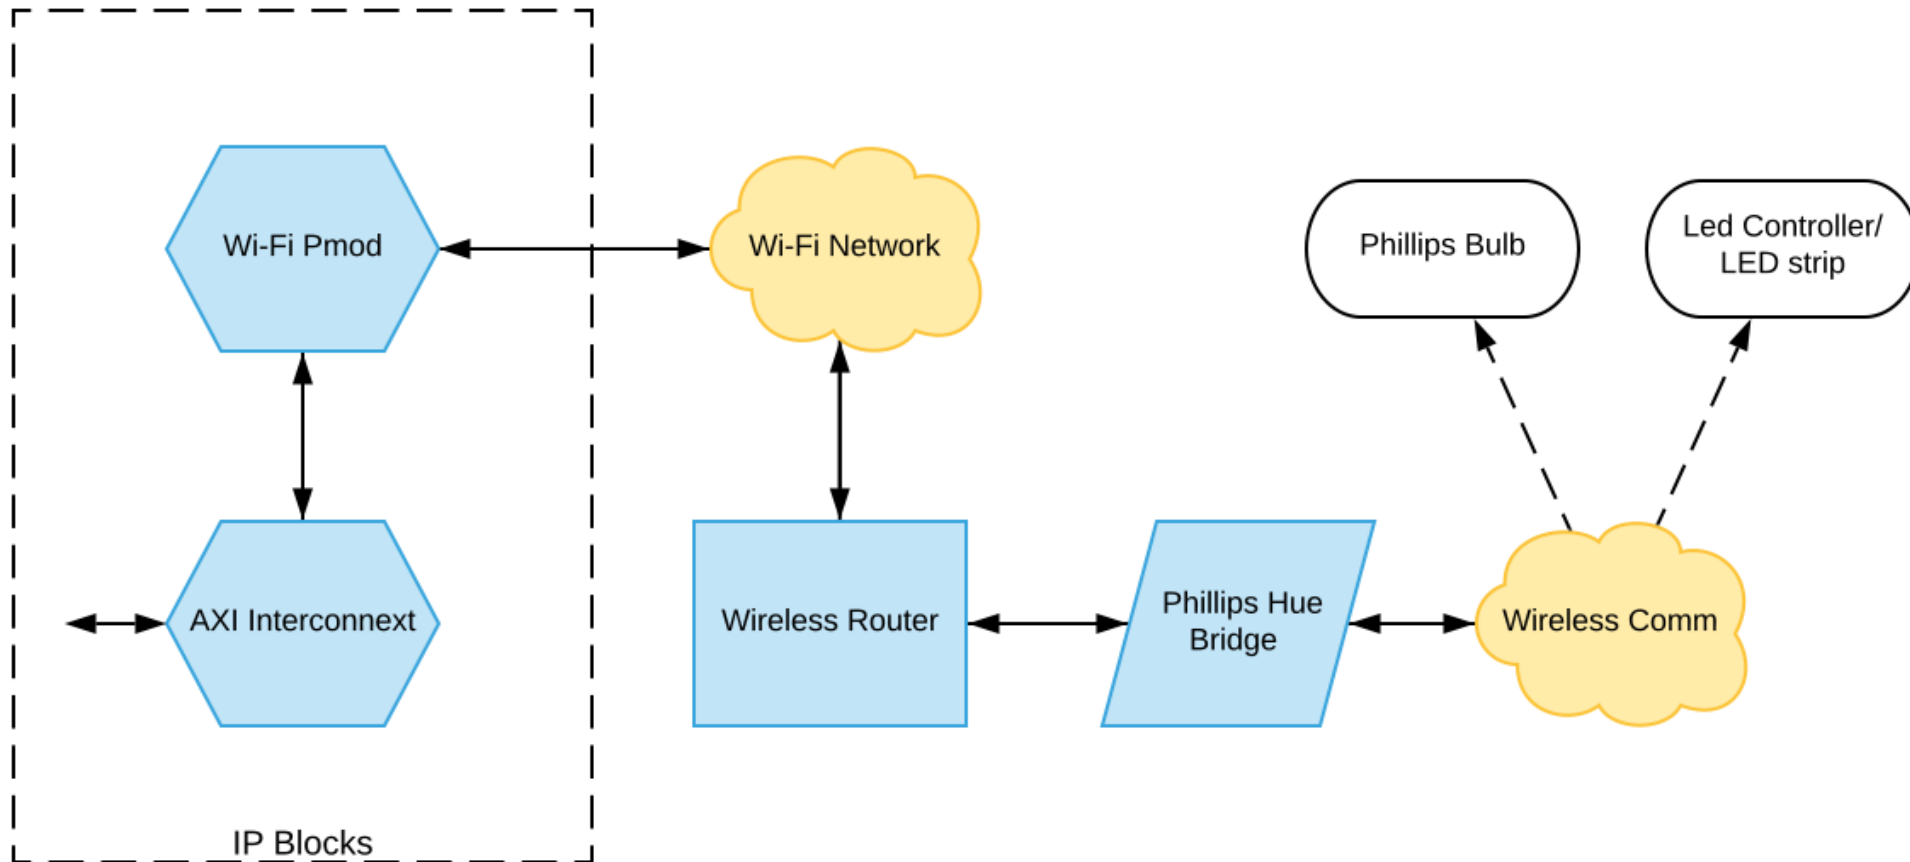 Wi-Fi Pmod
Wi-Fi Network
Phillips Bulb
Led Controller/
LED strip
AXI Interconnext
Wireless Router
Phillips Hue
Bridge
Wireless Comm
IP Blocks